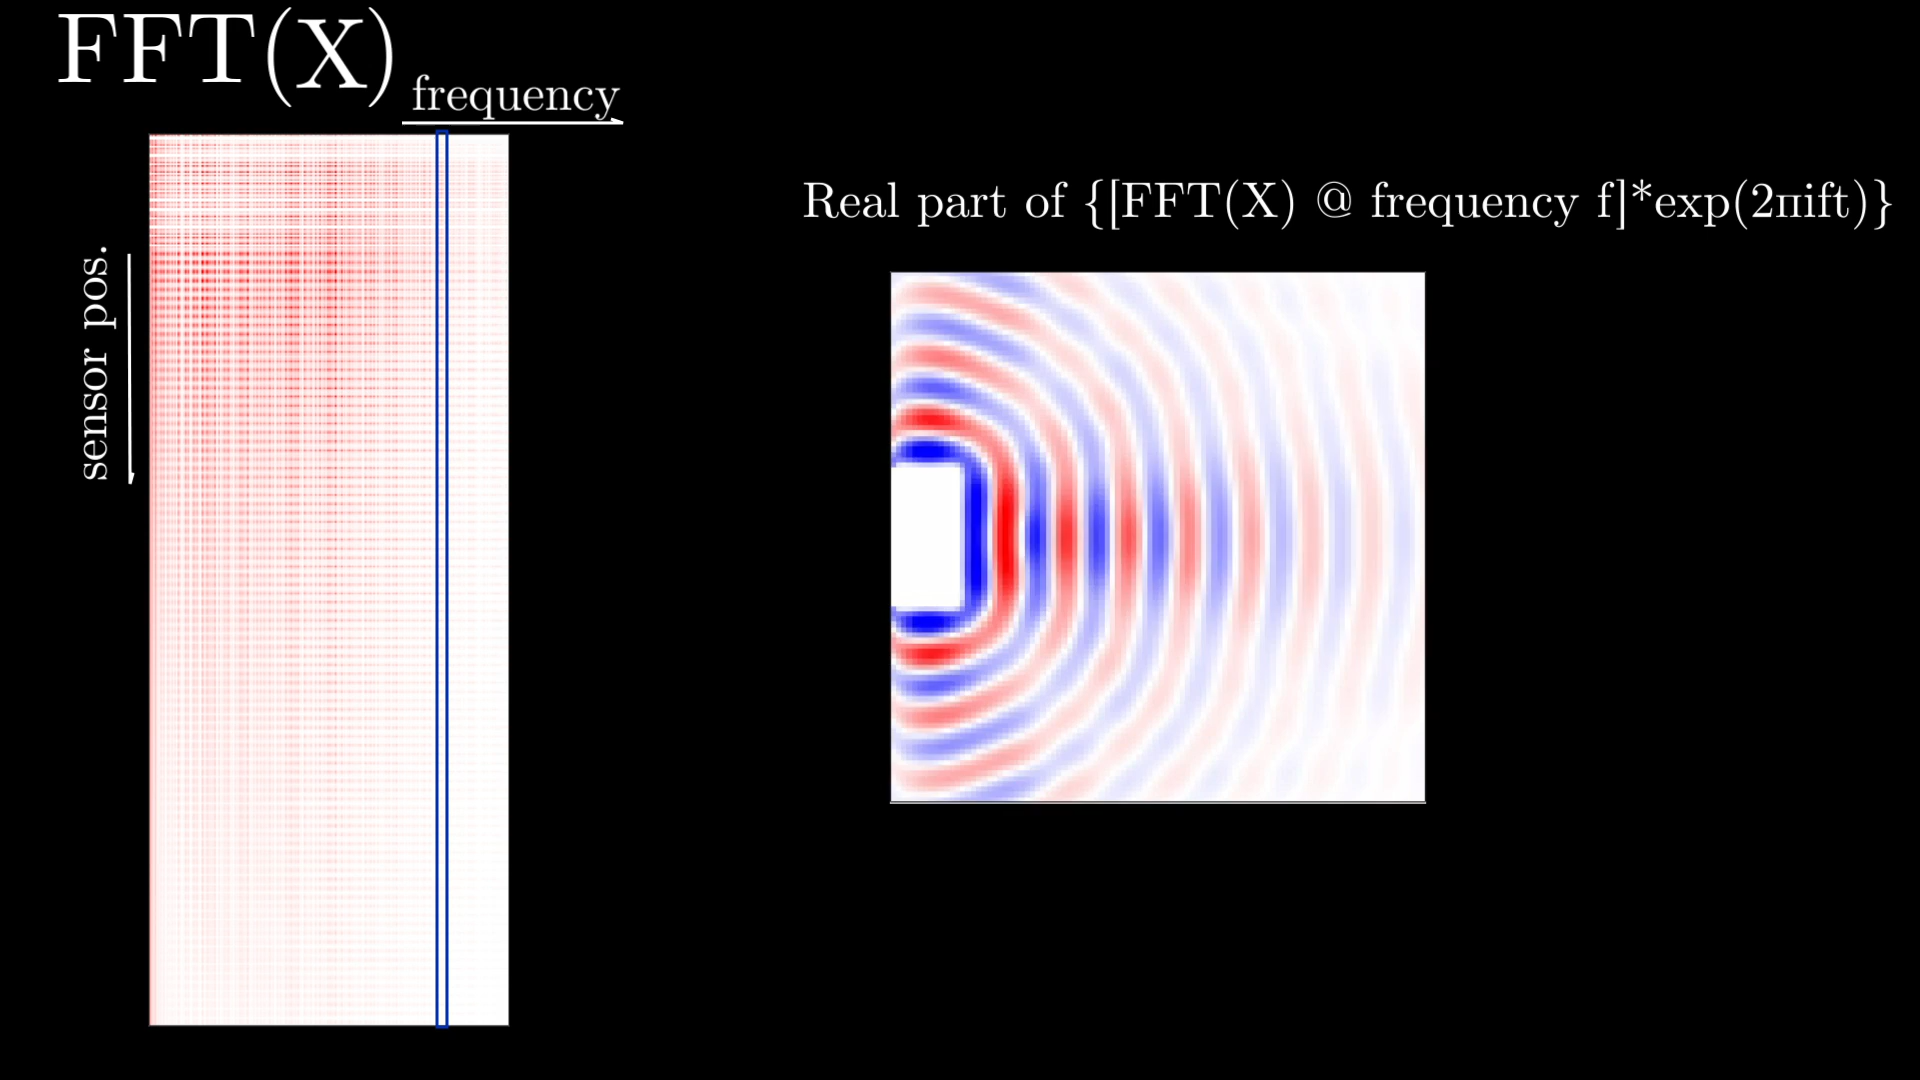 FFT(X)
frequency
sensor pos.
Real part of {[FFT(X) @ frequency f]*exp(2πift)}